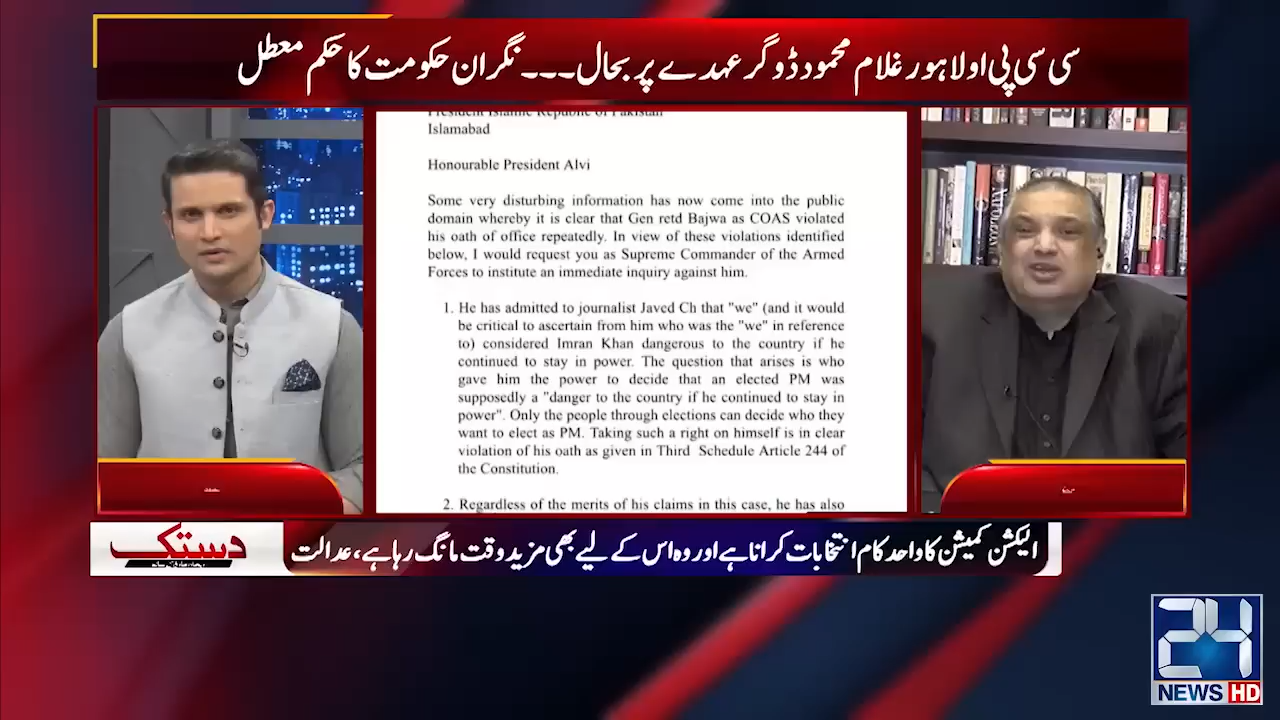 سی سی پی او لاہور غلام محمود ڈوگر عہدے پر بحال۔۔۔ نگران حکومت کا حکم معطل
President Islamic Republic of Pakistan
Islamabad
Honourable President Alvi
Some very disturbing information has now come into the public
domain whereby it is clear that Gen retd Bajwa as COAS violated
his oath of office repeatedly. In view of these violations identified
below, I would request you as Supreme Commander of the Armed
Forces to institute an immediate inquiry against him.
1. He has admitted to journalist Javed Ch that "we" (and it would
be critical to ascertain from him who was the "we" in reference
to) considered Imran Khan dangerous to the country if he
continued to stay in power. The question that arises is who
gave him the power to decide that an elected PM was
supposedly a "danger to the country if he continued to stay in
power". Only the people through elections can decide who they
want to elect as PM. Taking such a right on himself is in clear
violation of his oath as given in Third Schedule Article 244 of
the Constitution.
2. Regardless of the merits of his claims in this case, he has also
دستک
الیکشن کمیشن کا واحد کام انتخابات کرانا ہے اور وہ اس کے لیے بھی مزید وقت مانگ رہا ہے، عدالت
24
NEWS HD